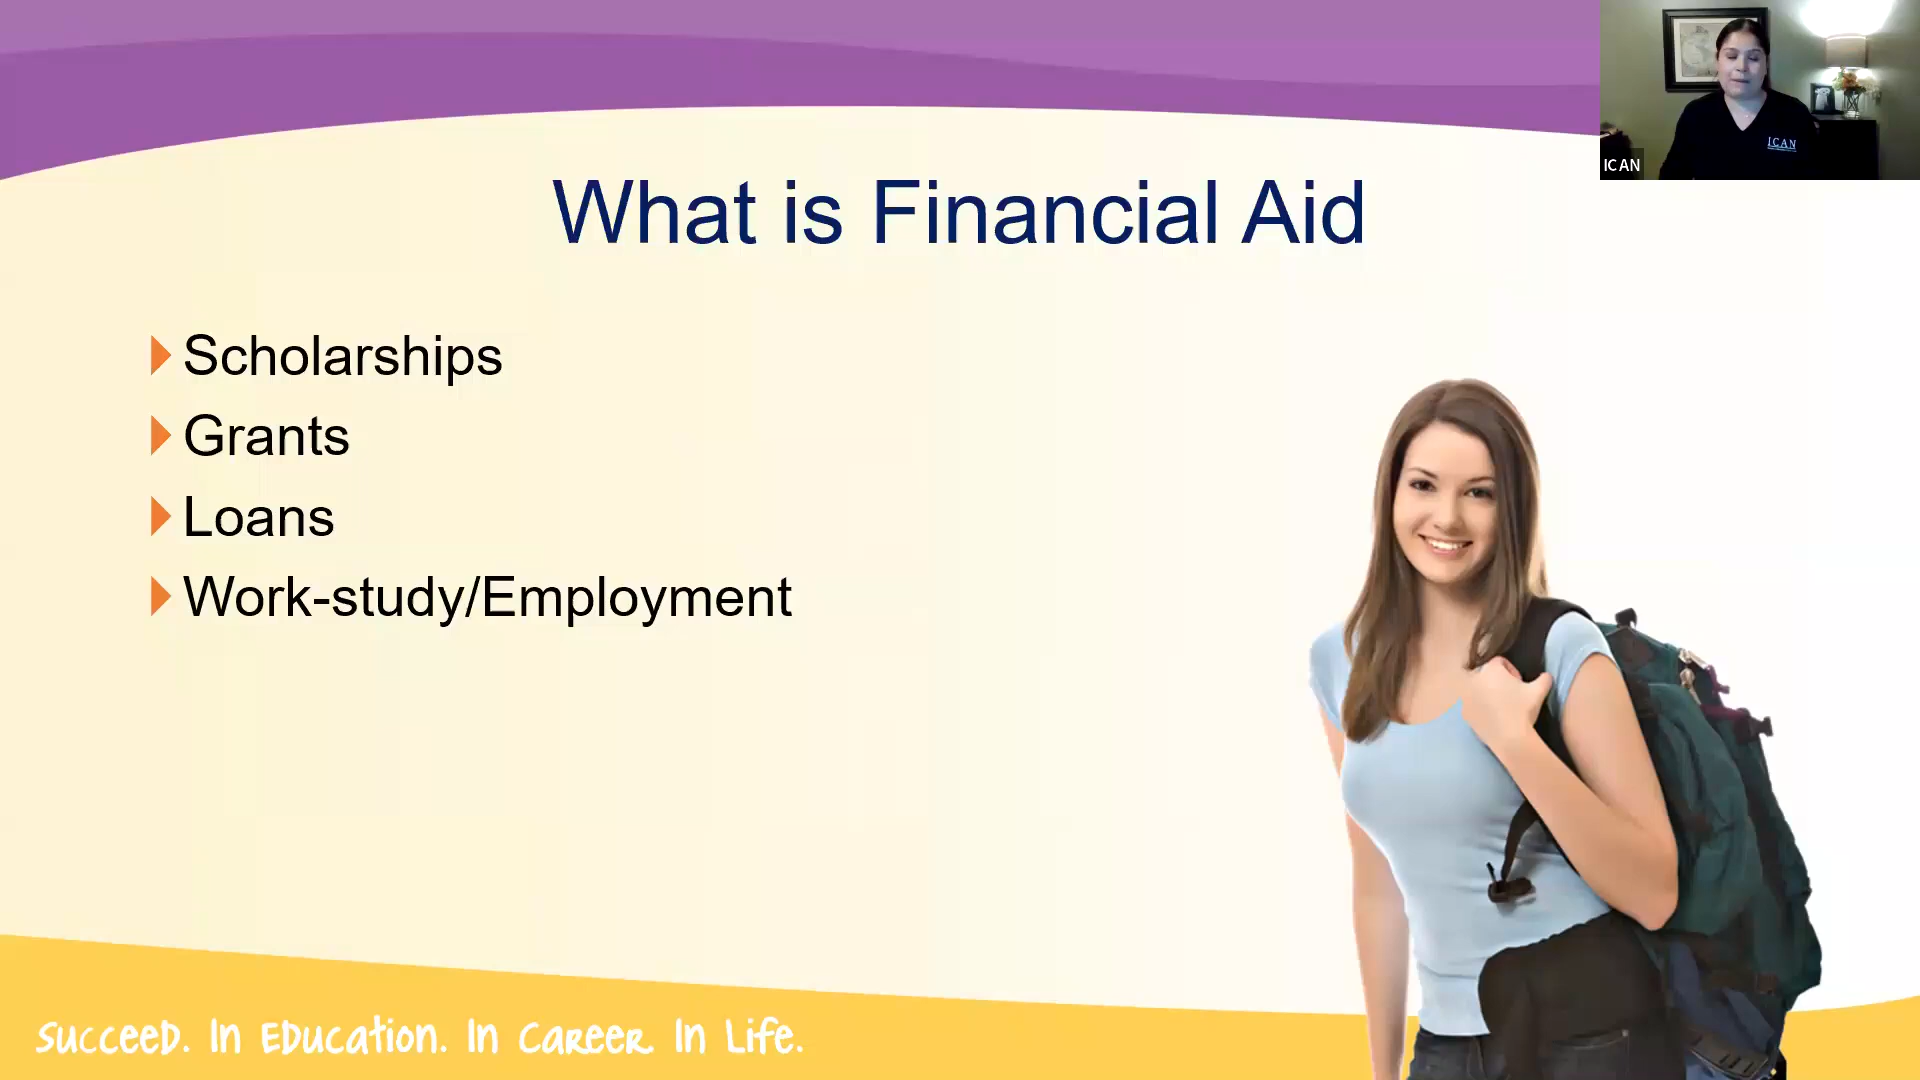 What is Financial Aid
Scholarships
Grants
Loans
Work-study/Employment
Succeed. In Education. In Career. In Life.
ICAN
ICAN